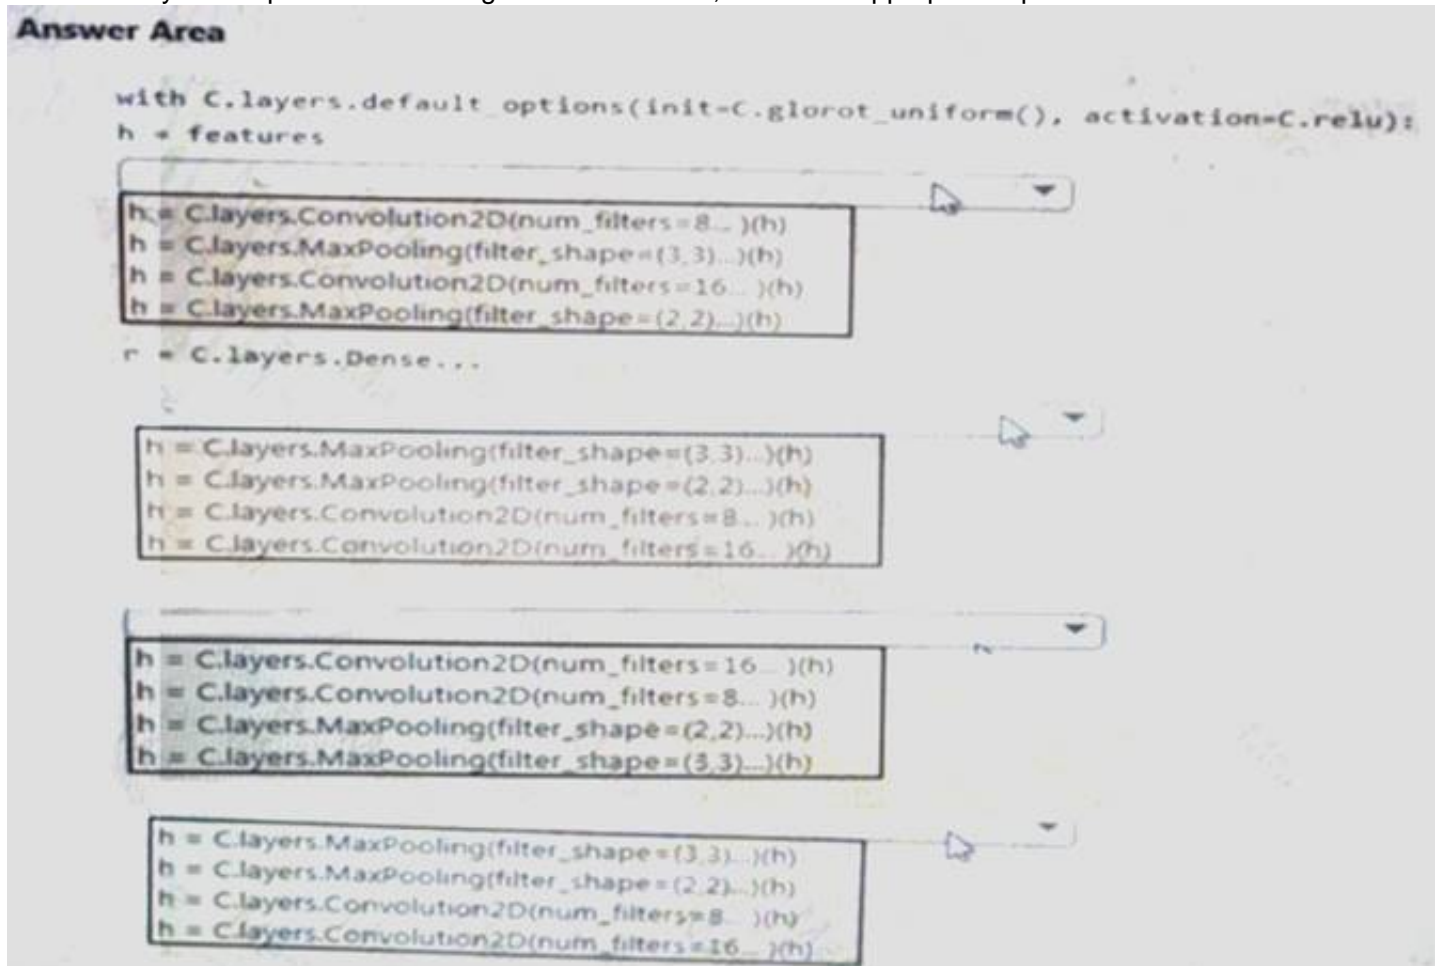 Answer Area
with C.layers.default_options(init=C.glorot_uniform(), activation=C.relu):
h = features
h = C.layers.Convolution2D(num_filters=8... )(h)
h = C.layers.MaxPooling(filter_shape=(3,3)...)(h)
h = C.layers.Convolution2D(num_filters=16... )(h)
h = C.layers.MaxPooling(filter_shape=(2,2)...)(h)
r = C.layers.Dense...
h = C.layers.MaxPooling(filter_shape=(3,3)...)(h)
h = C.layers.MaxPooling(filter_shape=(2,2)...)(h)
h = C.layers.Convolution2D(num_filters=8... )(h)
h = C.layers.Convolution2D(num_filters=16... )(h)
h = C.layers.Convolution2D(num_filters=16... )(h)
h = C.layers.Convolution2D(num_filters=8... )(h)
h = C.layers.MaxPooling(filter_shape=(2,2)...)(h)
h = C.layers.MaxPooling(filter_shape=(3,3)...)(h)
h = C.layers.MaxPooling(filter_shape=(3,3)...)(h)
h = C.layers.MaxPooling(filter_shape=(2,2)...)(h)
h = C.layers.Convolution2D(num_filters=8... )(h)
h = C.layers.Convolution2D(num_filters=16... )(h)